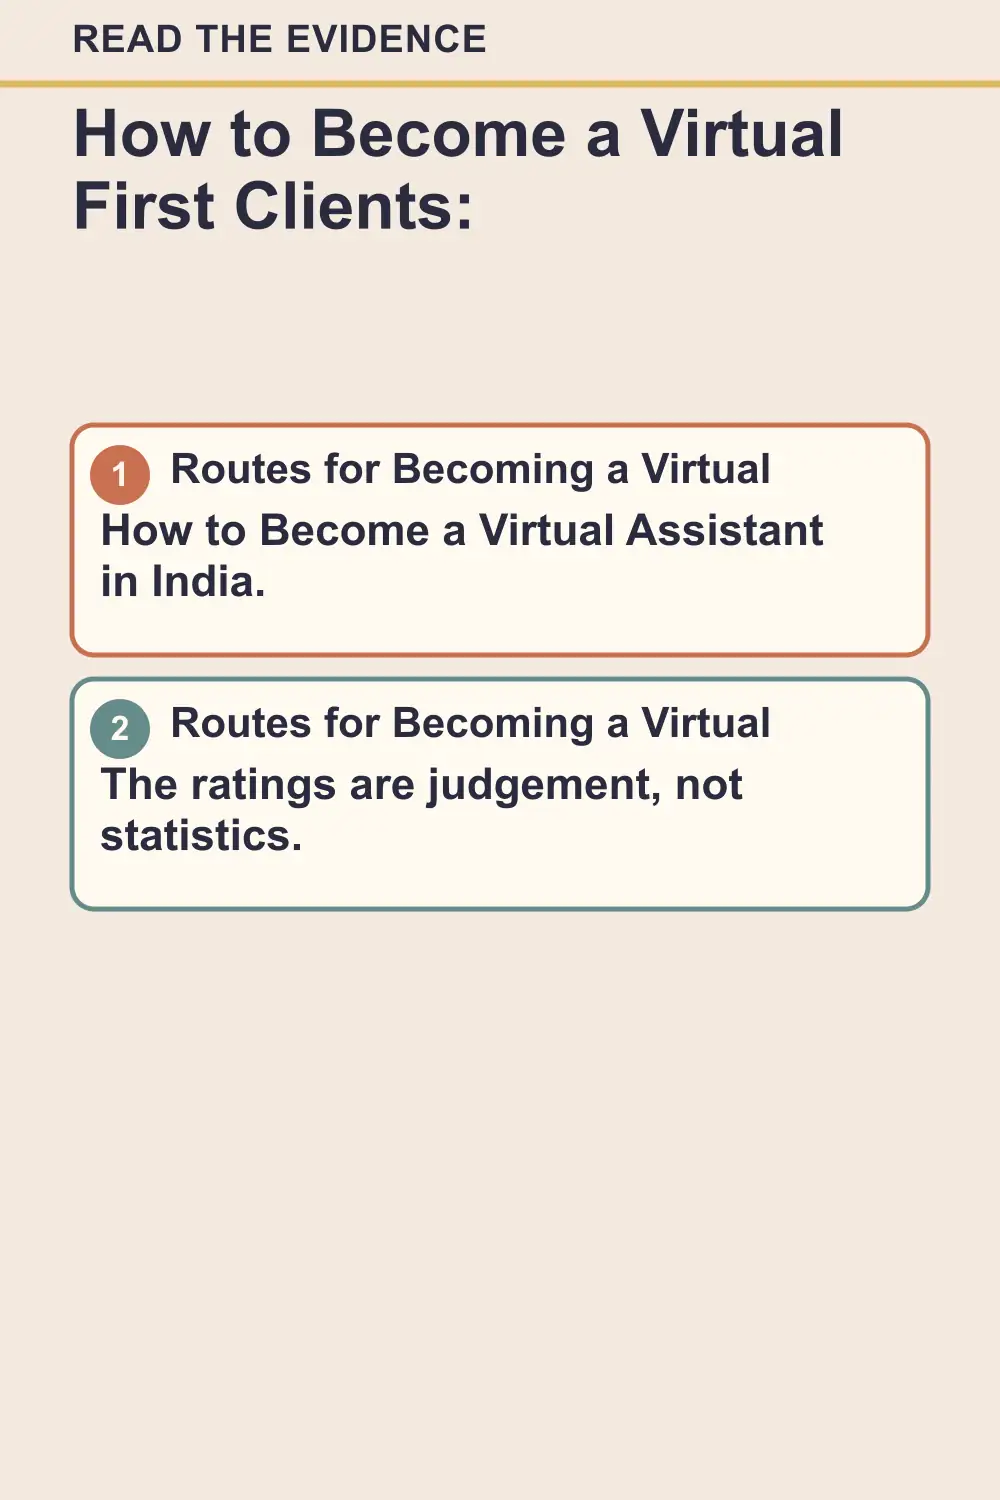 READ THE EVIDENCE
How to Become a Virtual
First Clients:
1 Routes for Becoming a Virtual
How to Become a Virtual Assistant
in India.
2 Routes for Becoming a Virtual
The ratings are judgement, not
statistics.